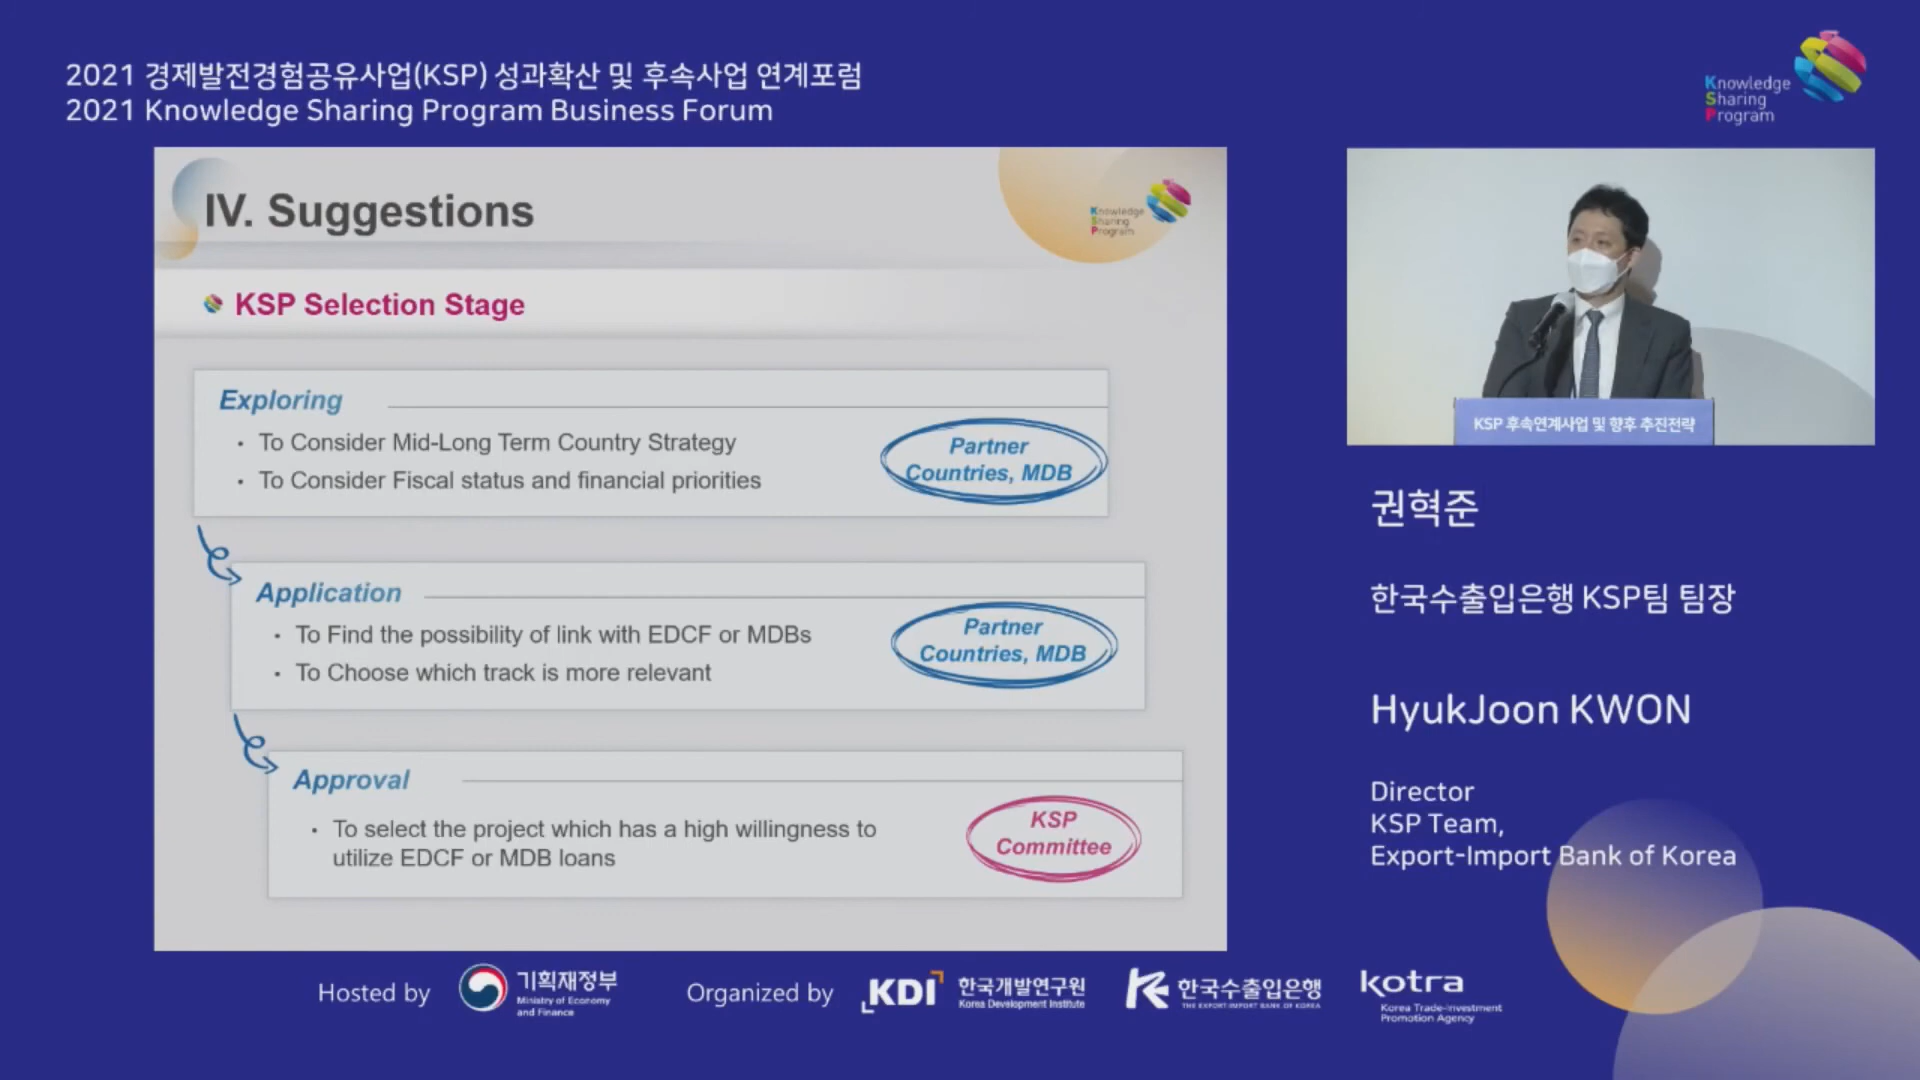 2021 경제발전경험공유사업(KSP) 성과확산 및 후속사업 연계포럼
2021 Knowledge Sharing Program Business Forum
Knowledge
Sharing
Program
IV. Suggestions
Knowledge
Sharing
Program
KSP Selection Stage
Exploring
• To Consider Mid-Long Term Country Strategy
• To Consider Fiscal status and financial priorities
Partner
Countries, MDB
Application
• To Find the possibility of link with EDCF or MDBs
• To Choose which track is more relevant
Partner
Countries, MDB
Approval
• To select the project which has a high willingness to
utilize EDCF or MDB loans
KSP
Committee
KSP 후속연계사업 및 향후 추진전략
권혁준
한국수출입은행 KSP팀 팀장
HyukJoon KWON
Director
KSP Team,
Export-Import Bank of Korea
Hosted by
기획재정부
Ministry of Economy
and Finance
Organized by
KDI
한국개발연구원
Korea Development Institute
한국수출입은행
THE EXPORT-IMPORT BANK OF KOREA
kotra
Korea Trade-Investment
Promotion Agency